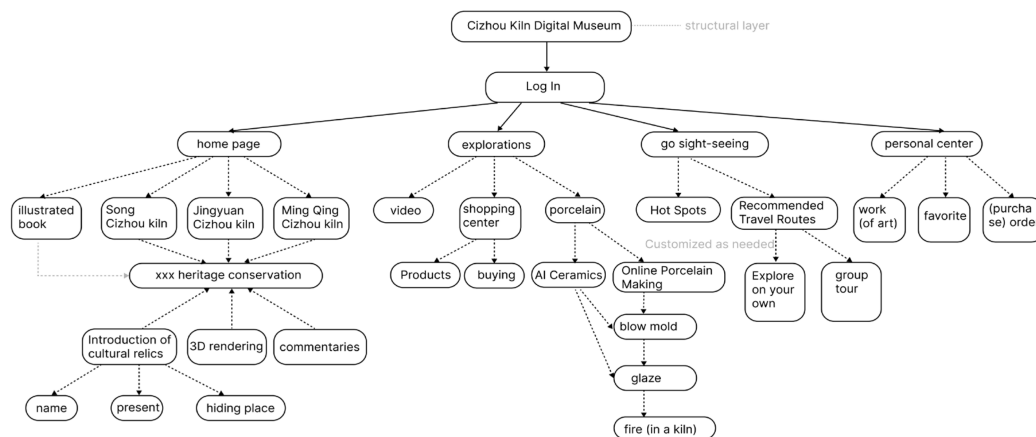 Cizhou Kiln Digital Museum
structural layer
Log In
home page
explorations
go sight-seeing
personal center
illustrated
book
Song
Cizhou kiln
Jingyuan
Cizhou kiln
Ming Qing
Cizhou kiln
video
shopping
center
porcelain
Hot Spots
Recommended
Travel Routes
work
(of art)
favorite
(purcha
se) orde
Customized as needed
xxx heritage conservation
Products
buying
AI Ceramics
Online Porcelain
Making
Explore
on your
own
group
tour
blow mold
Introduction of
cultural relics
3D rendering
commentaries
glaze
name
present
hiding place
fire (in a kiln)